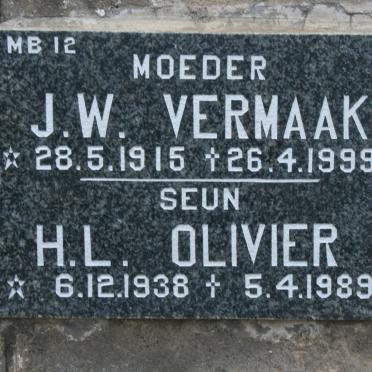 MB 12
MOEDER
J.W. VERMAAK
☆ 28.5.1915 ✝ 26.4.1999
SEUN
H.L. OLIVIER
☆ 6.12.1938 ✝ 5.4.1989